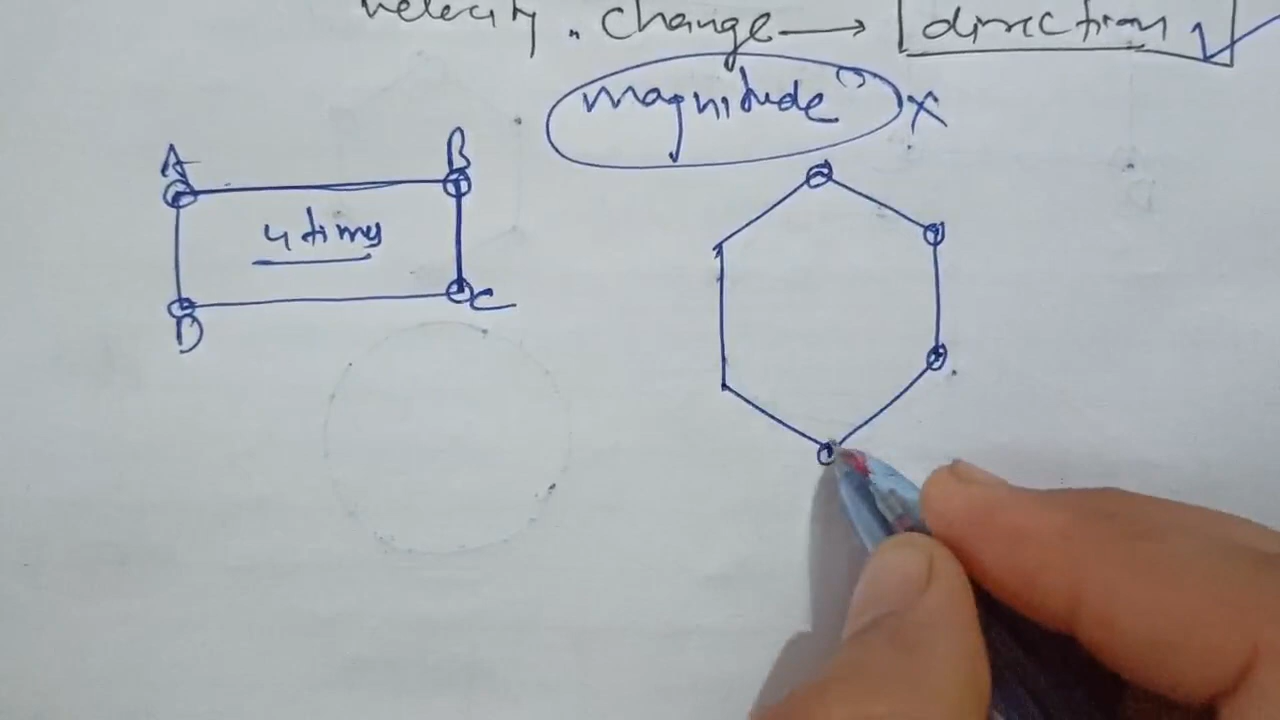 velocity. change → direction ✓
magnitude x
A B
4 times
D C